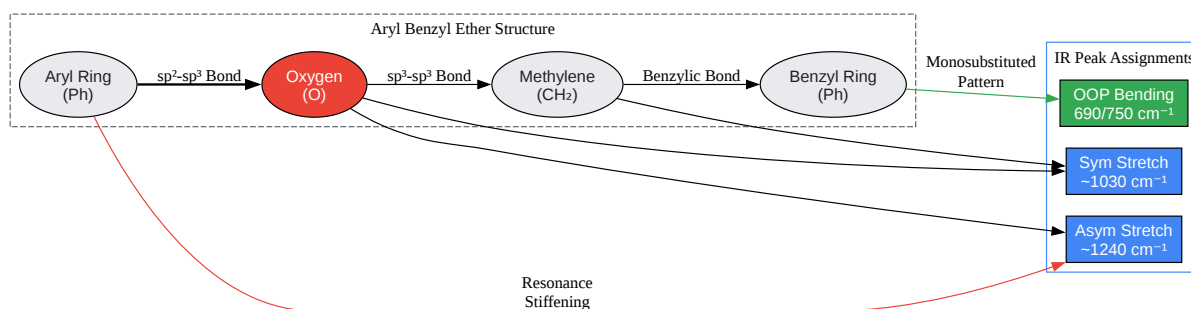 Aryl Benzyl Ether Structure
Aryl Ring
(Ph)
sp²-sp³ Bond
Oxygen
(O)
sp³-sp³ Bond
Methylene
(CH₂)
Benzylic Bond
Benzyl Ring
(Ph)
Monosubstituted
Pattern
IR Peak Assignments
OOP Bending
690/750 cm⁻¹
Sym Stretch
~1030 cm⁻¹
Asym Stretch
~1240 cm⁻¹
Resonance
Stiffening